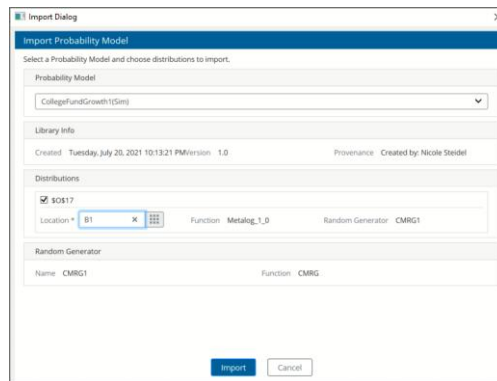 Import Dialog
Import Probability Model
Select a Probability Model and choose distributions to import.
Probability Model
CollegeFundGrowth1(Sim)
Library Info
Created Tuesday, July 20, 2021 10:13:21 PM Version 1.0 Provenance Created by: Nicole Steidel
Distributions
$O$17
Location * B1 × Function Metalog_1_0 Random Generator CMRG1
Random Generator
Name CMRG1 Function CMRG
Import Cancel